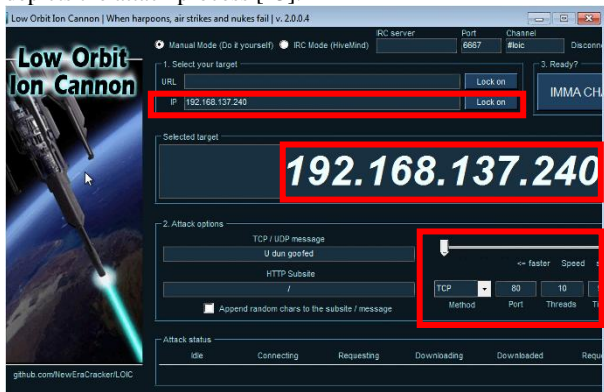 Low Orbit Ion Cannon | When harpoons, air strikes and nukes fail | v. 2.0.0.4
Low Orbit
Ion Cannon
Manual Mode (Do it yourself) IRC Mode (HiveMind)
IRC server Port Channel
6667 #loic Disconne
1. Select your target
URL Lock on
IP 192.168.137.240 Lock on
3. Ready?
IMMA CHA
Selected target
192.168.137.240
2. Attack options
TCP / UDP message
U dun goofed
HTTP Subsite
/
Append random chars to the subsite / message
<= faster Speed s
TCP 80 10
Method Port Threads Ti
Attack status
Idle Connecting Requesting Downloading Downloaded Reque
github.com/NewEraCracker/LOIC